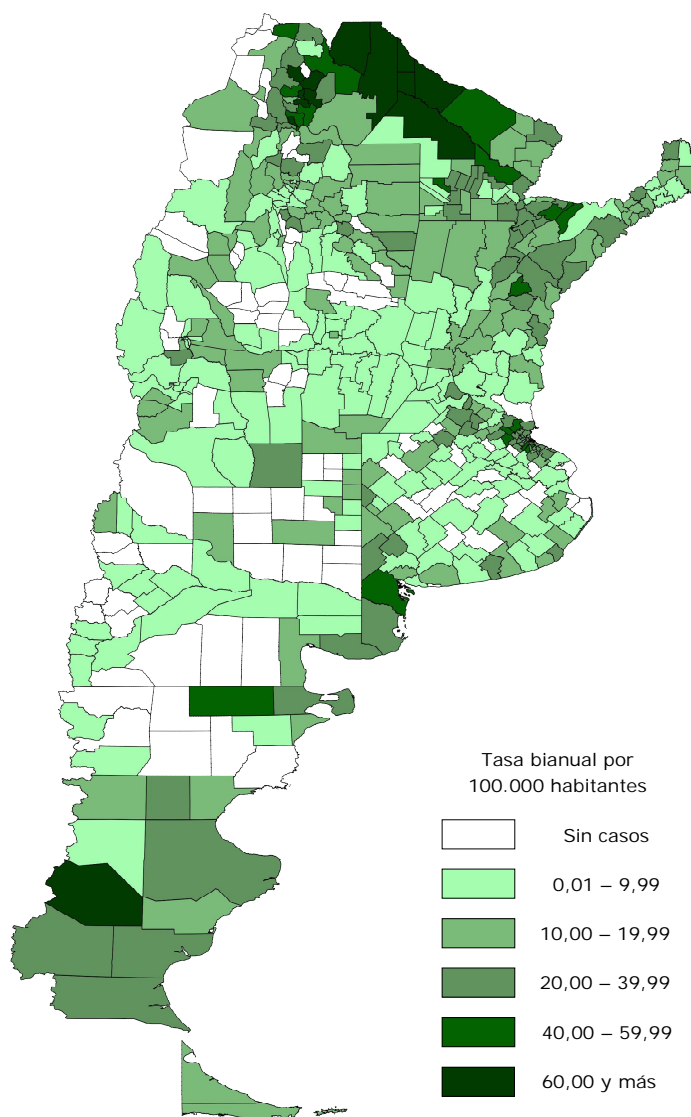 Tasa bianual por
100.000 habitantes
Sin casos
0,01 – 9,99
10,00 – 19,99
20,00 – 39,99
40,00 – 59,99
60,00 y más